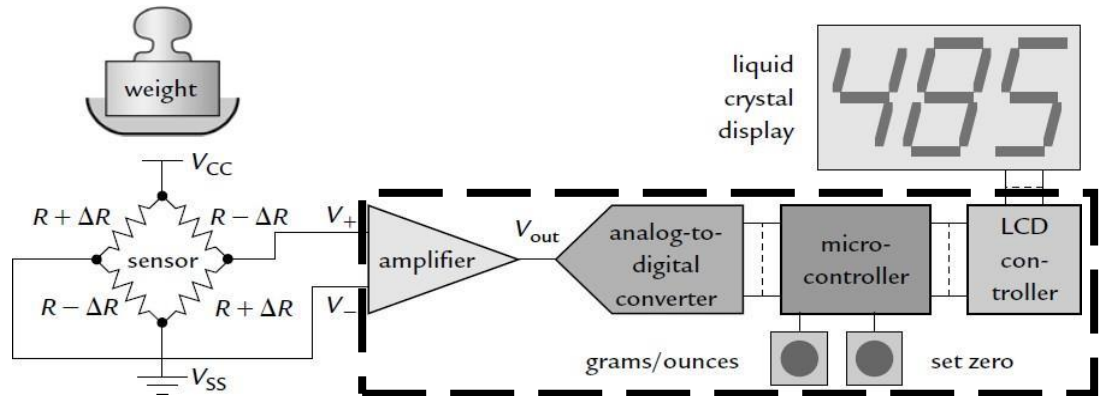 weight
liquid
crystal
display
485
V_CC
R + ΔR
R − ΔR
sensor
R − ΔR
R + ΔR
V_SS
V_+
V_−
amplifier
V_out
analog-to-
digital
converter
micro-
controller
LCD
con-
troller
grams/ounces
set zero